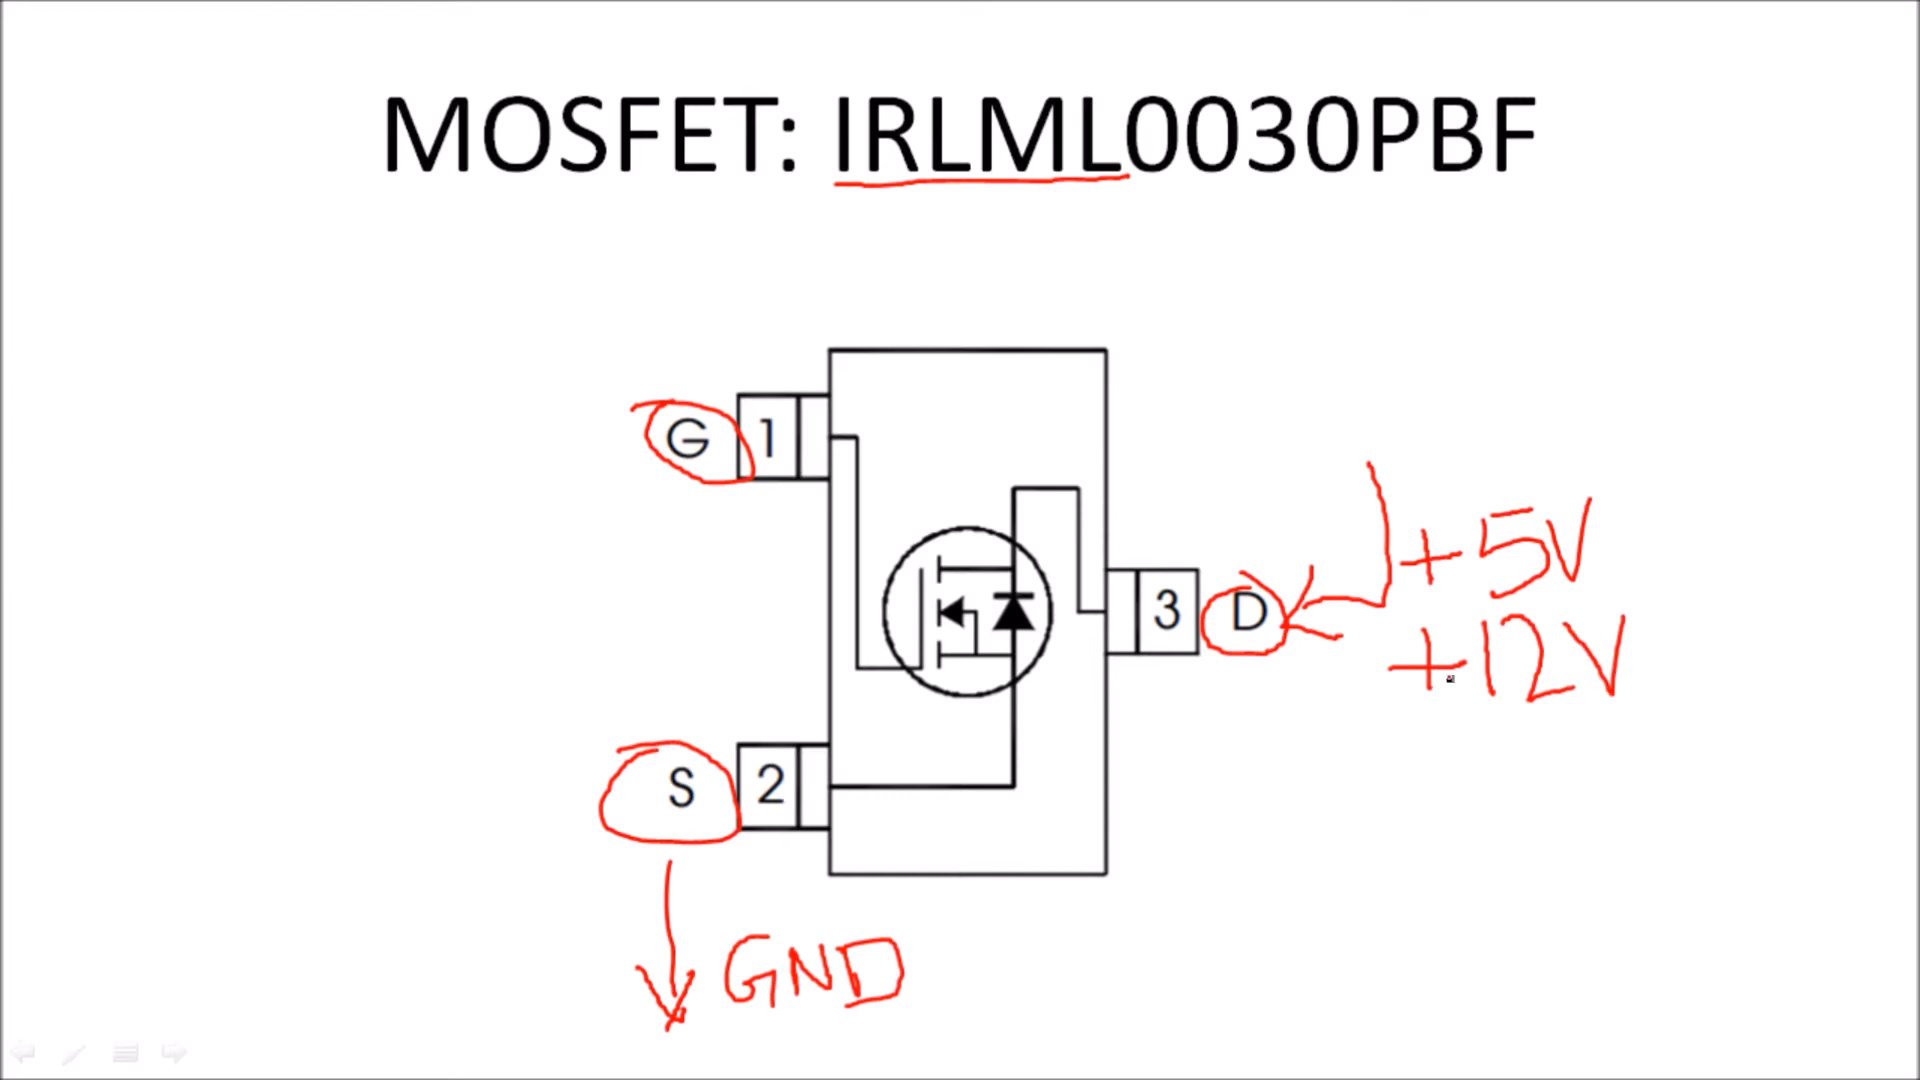 MOSFET: IRLML0030PBF
G 1
+5V
3 D
+12V
S 2
GND